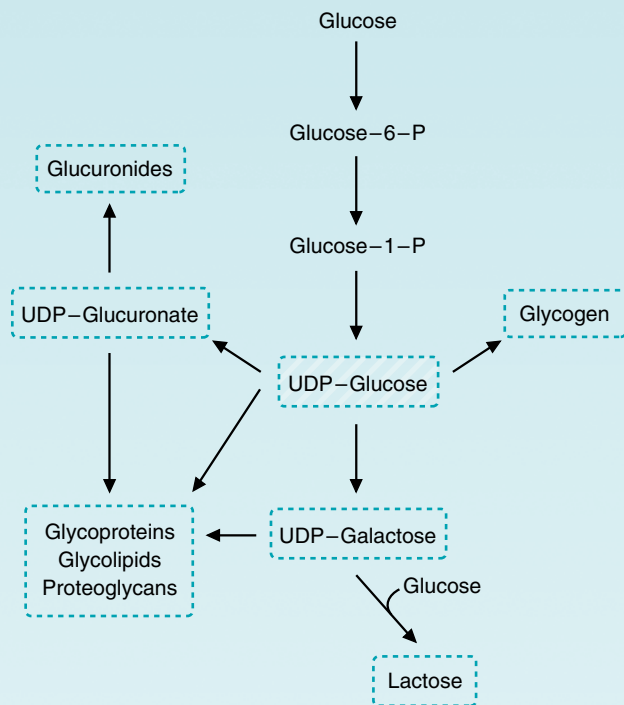 Glucose
Glucose–6–P
Glucuronides
Glucose–1–P
UDP–Glucuronate
Glycogen
UDP–Glucose
Glycoproteins
Glycolipids
Proteoglycans
UDP–Galactose
Glucose
Lactose